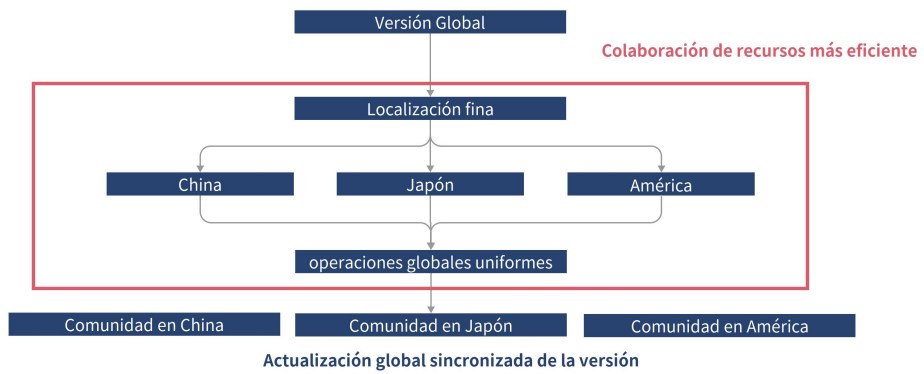 Versión Global
Colaboración de recursos más eficiente
Localización fina
China
Japón
América
operaciones globales uniformes
Comunidad en China
Comunidad en Japón
Comunidad en América
Actualización global sincronizada de la versión